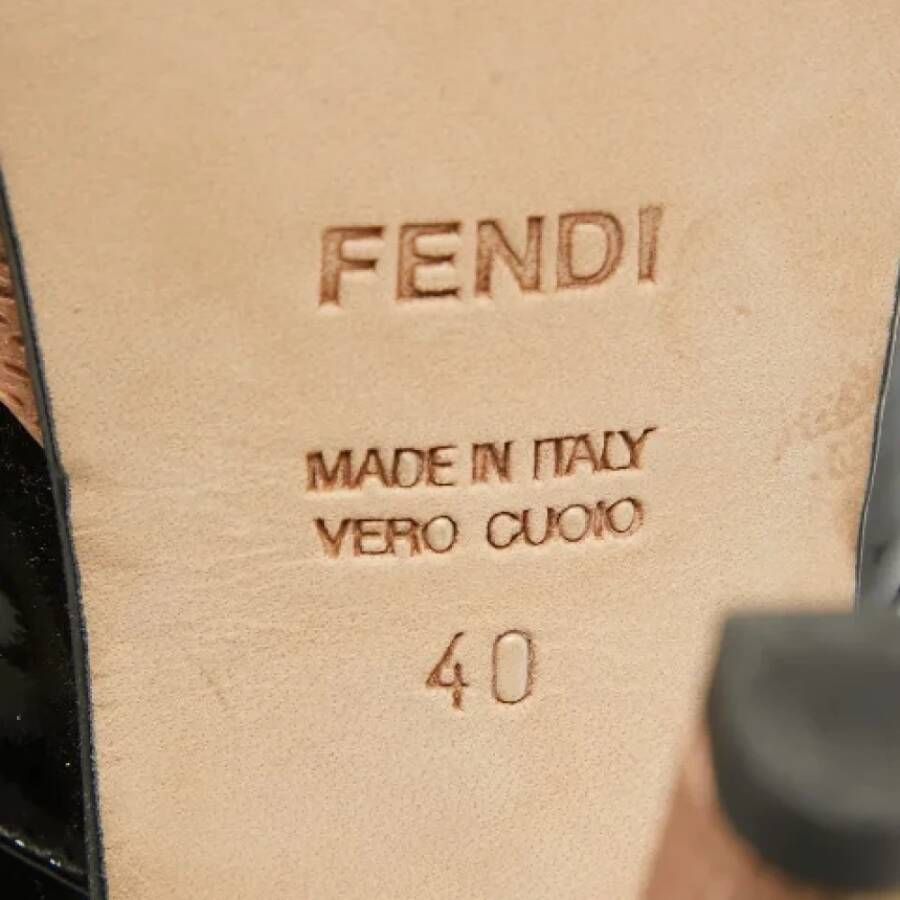 FENDI
MADE IN ITALY
VERO CUOIO
40